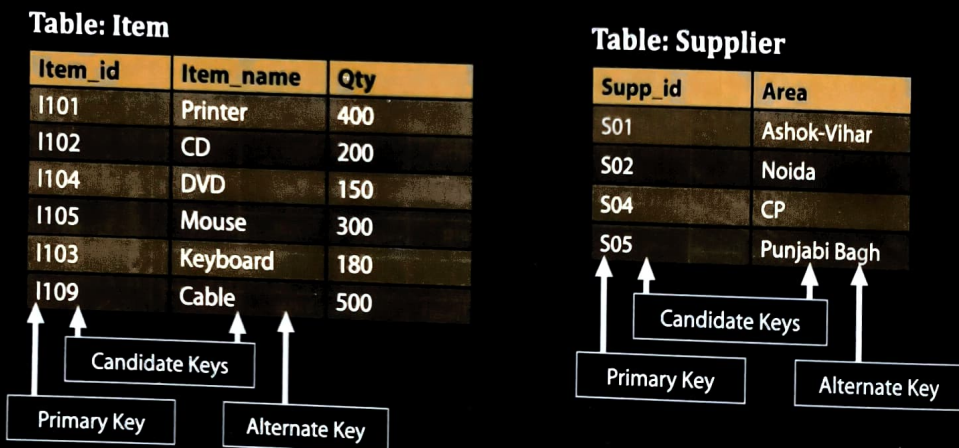 Table: Item
Item_id Item_name Qty
I101 Printer 400
I102 CD 200
I104 DVD 150
I105 Mouse 300
I103 Keyboard 180
I109 Cable 500
Candidate Keys
Primary Key Alternate Key
Table: Supplier
Supp_id Area
S01 Ashok-Vihar
S02 Noida
S04 CP
S05 Punjabi Bagh
Candidate Keys
Primary Key Alternate Key